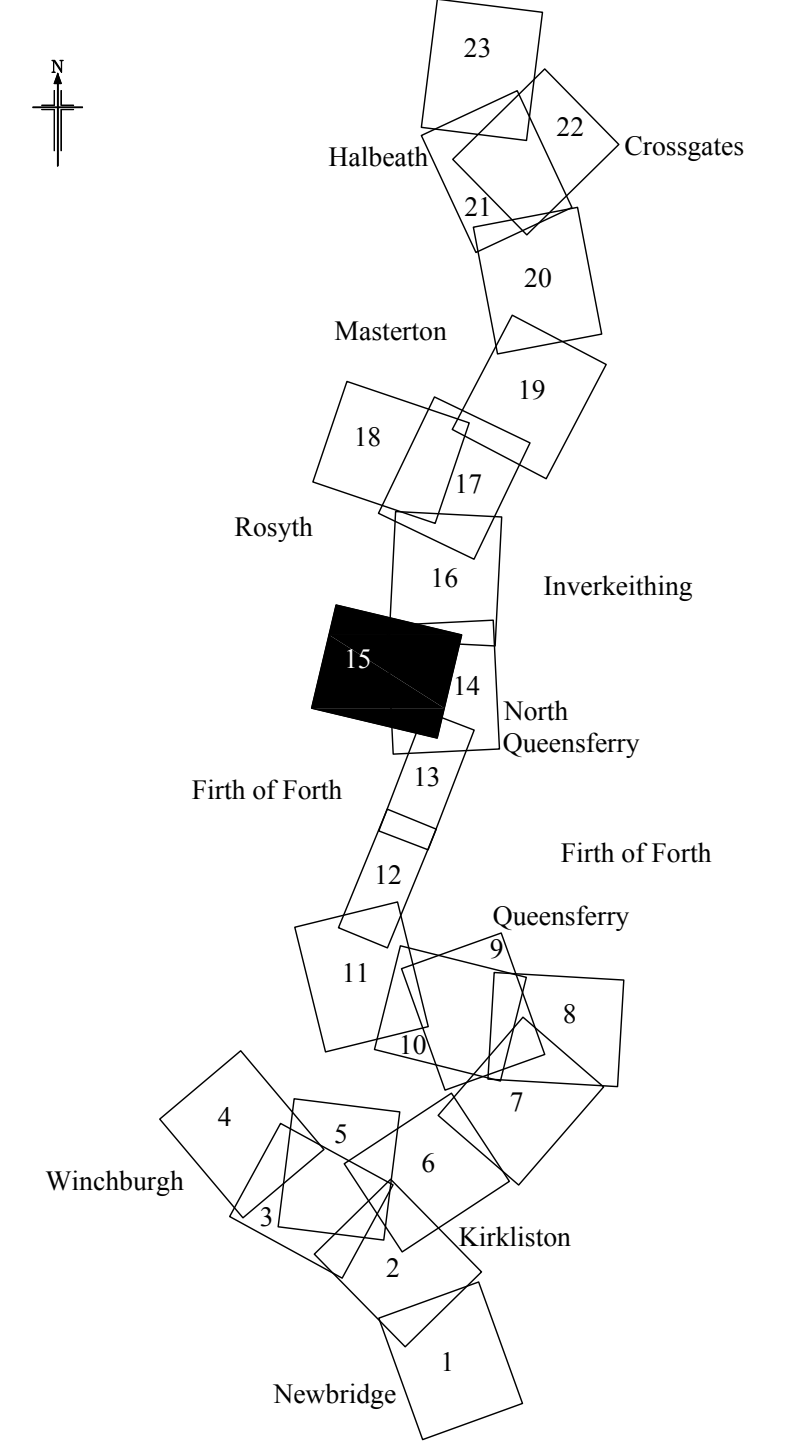 23
N
22
Halbeath
Crossgates
21
20
Masterton
19
18
17
Rosyth
16
Inverkeithing
15
14
North
Queensferry
13
Firth of Forth
Firth of Forth
12
Queensferry
9
11
8
10
7
4
5
6
Winchburgh
3
Kirkliston
2
1
Newbridge